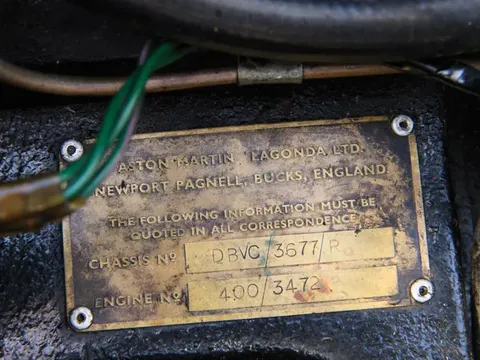 ASTON MARTIN, LAGONDA, LTD.
NEWPORT PAGNELL, BUCKS, ENGLAND
THE FOLLOWING INFORMATION MUST BE
QUOTED IN ALL CORRESPONDENCE
CHASSIS Nº DBVC/3677/R
ENGINE Nº 400/3472